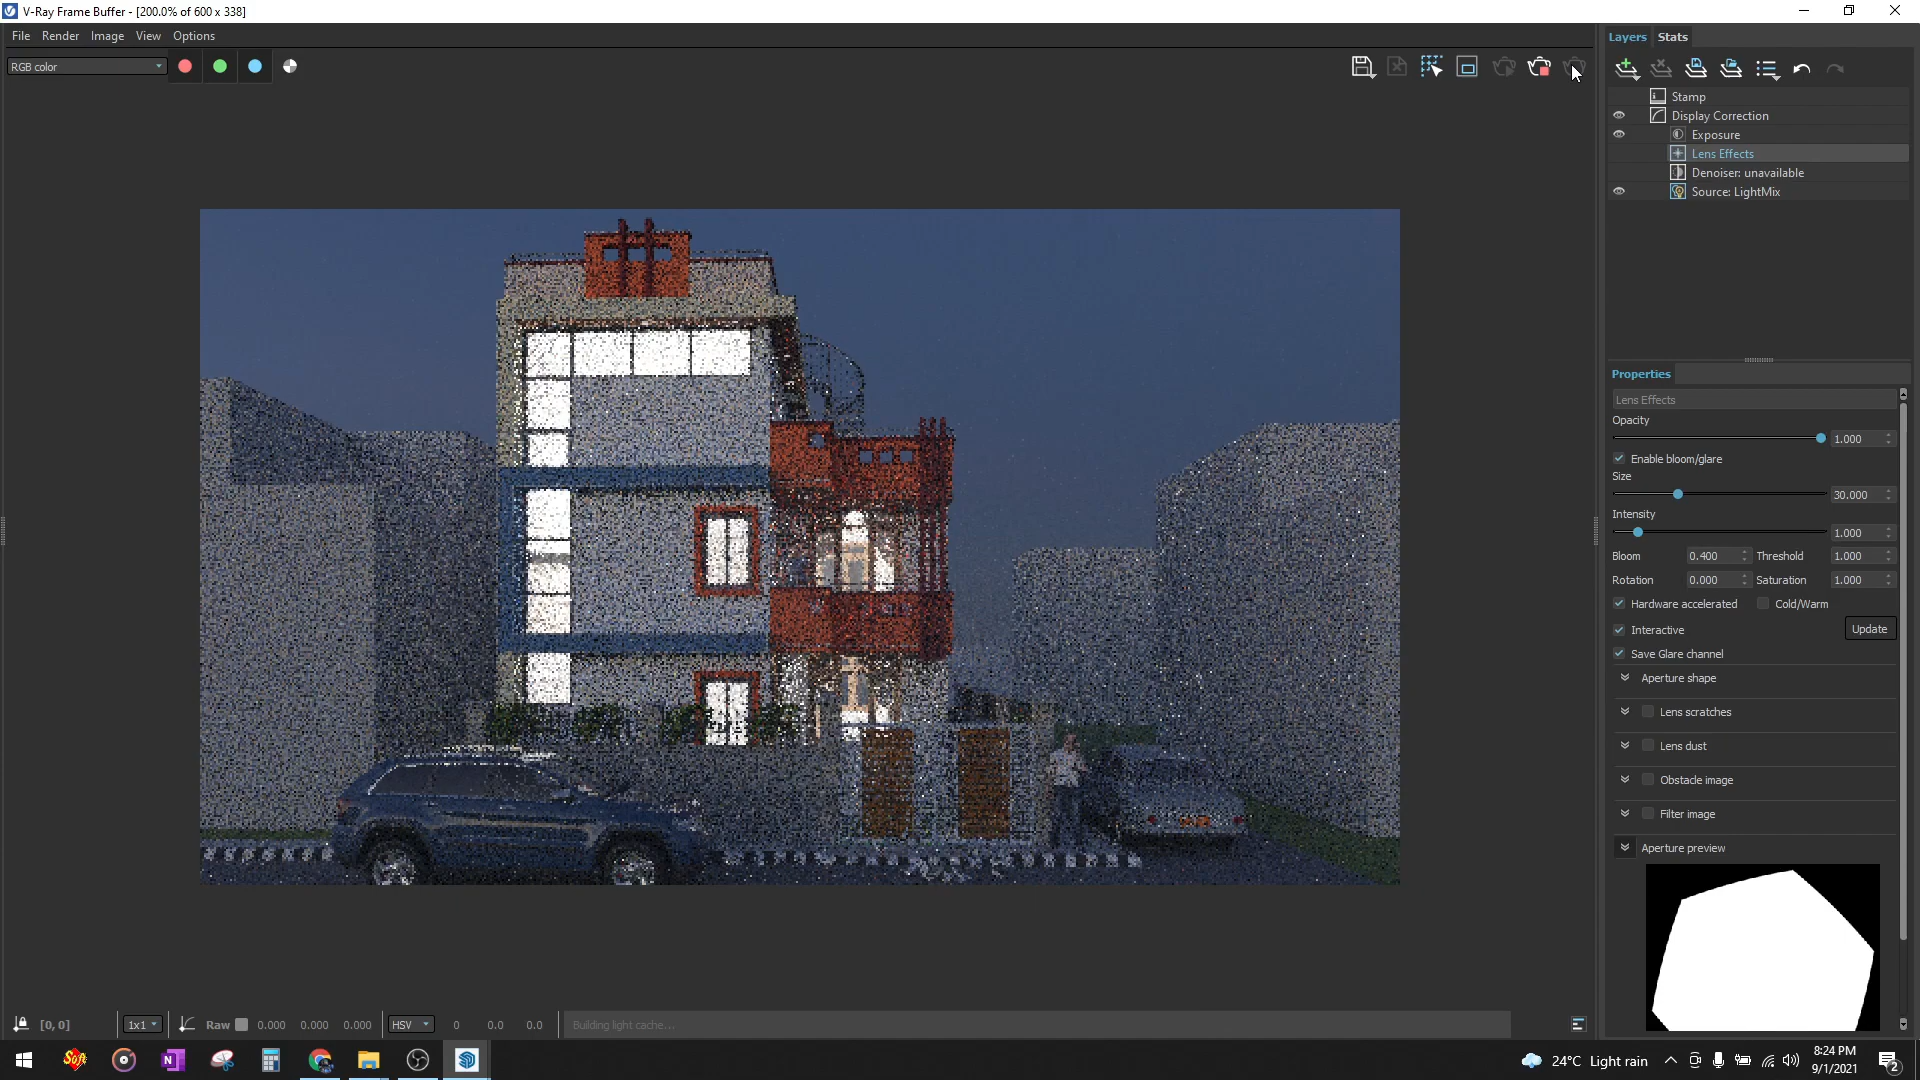 V-Ray Frame Buffer - [200.0% of 600 x 338]
File Render Image View Options
RGB color
Layers Stats
Stamp
Display Correction
Exposure
Lens Effects
Denoiser: unavailable
Source: LightMix
Properties
Lens Effects
Opacity
1.000
Enable bloom/glare
Size
30.000
Intensity
1.000
Bloom 0.400 Threshold 1.000
Rotation 0.000 Saturation 1.000
Hardware accelerated Cold/Warm
Interactive Update
Save Glare channel
Aperture shape
Lens scratches
Lens dust
Obstacle image
Filter image
Aperture preview
[0, 0] 1x1 Raw 0.000 0.000 0.000 HSV 0 0.0 0.0 Building light cache...
Soft N 24°C Light rain 8:24 PM
9/1/2021 2